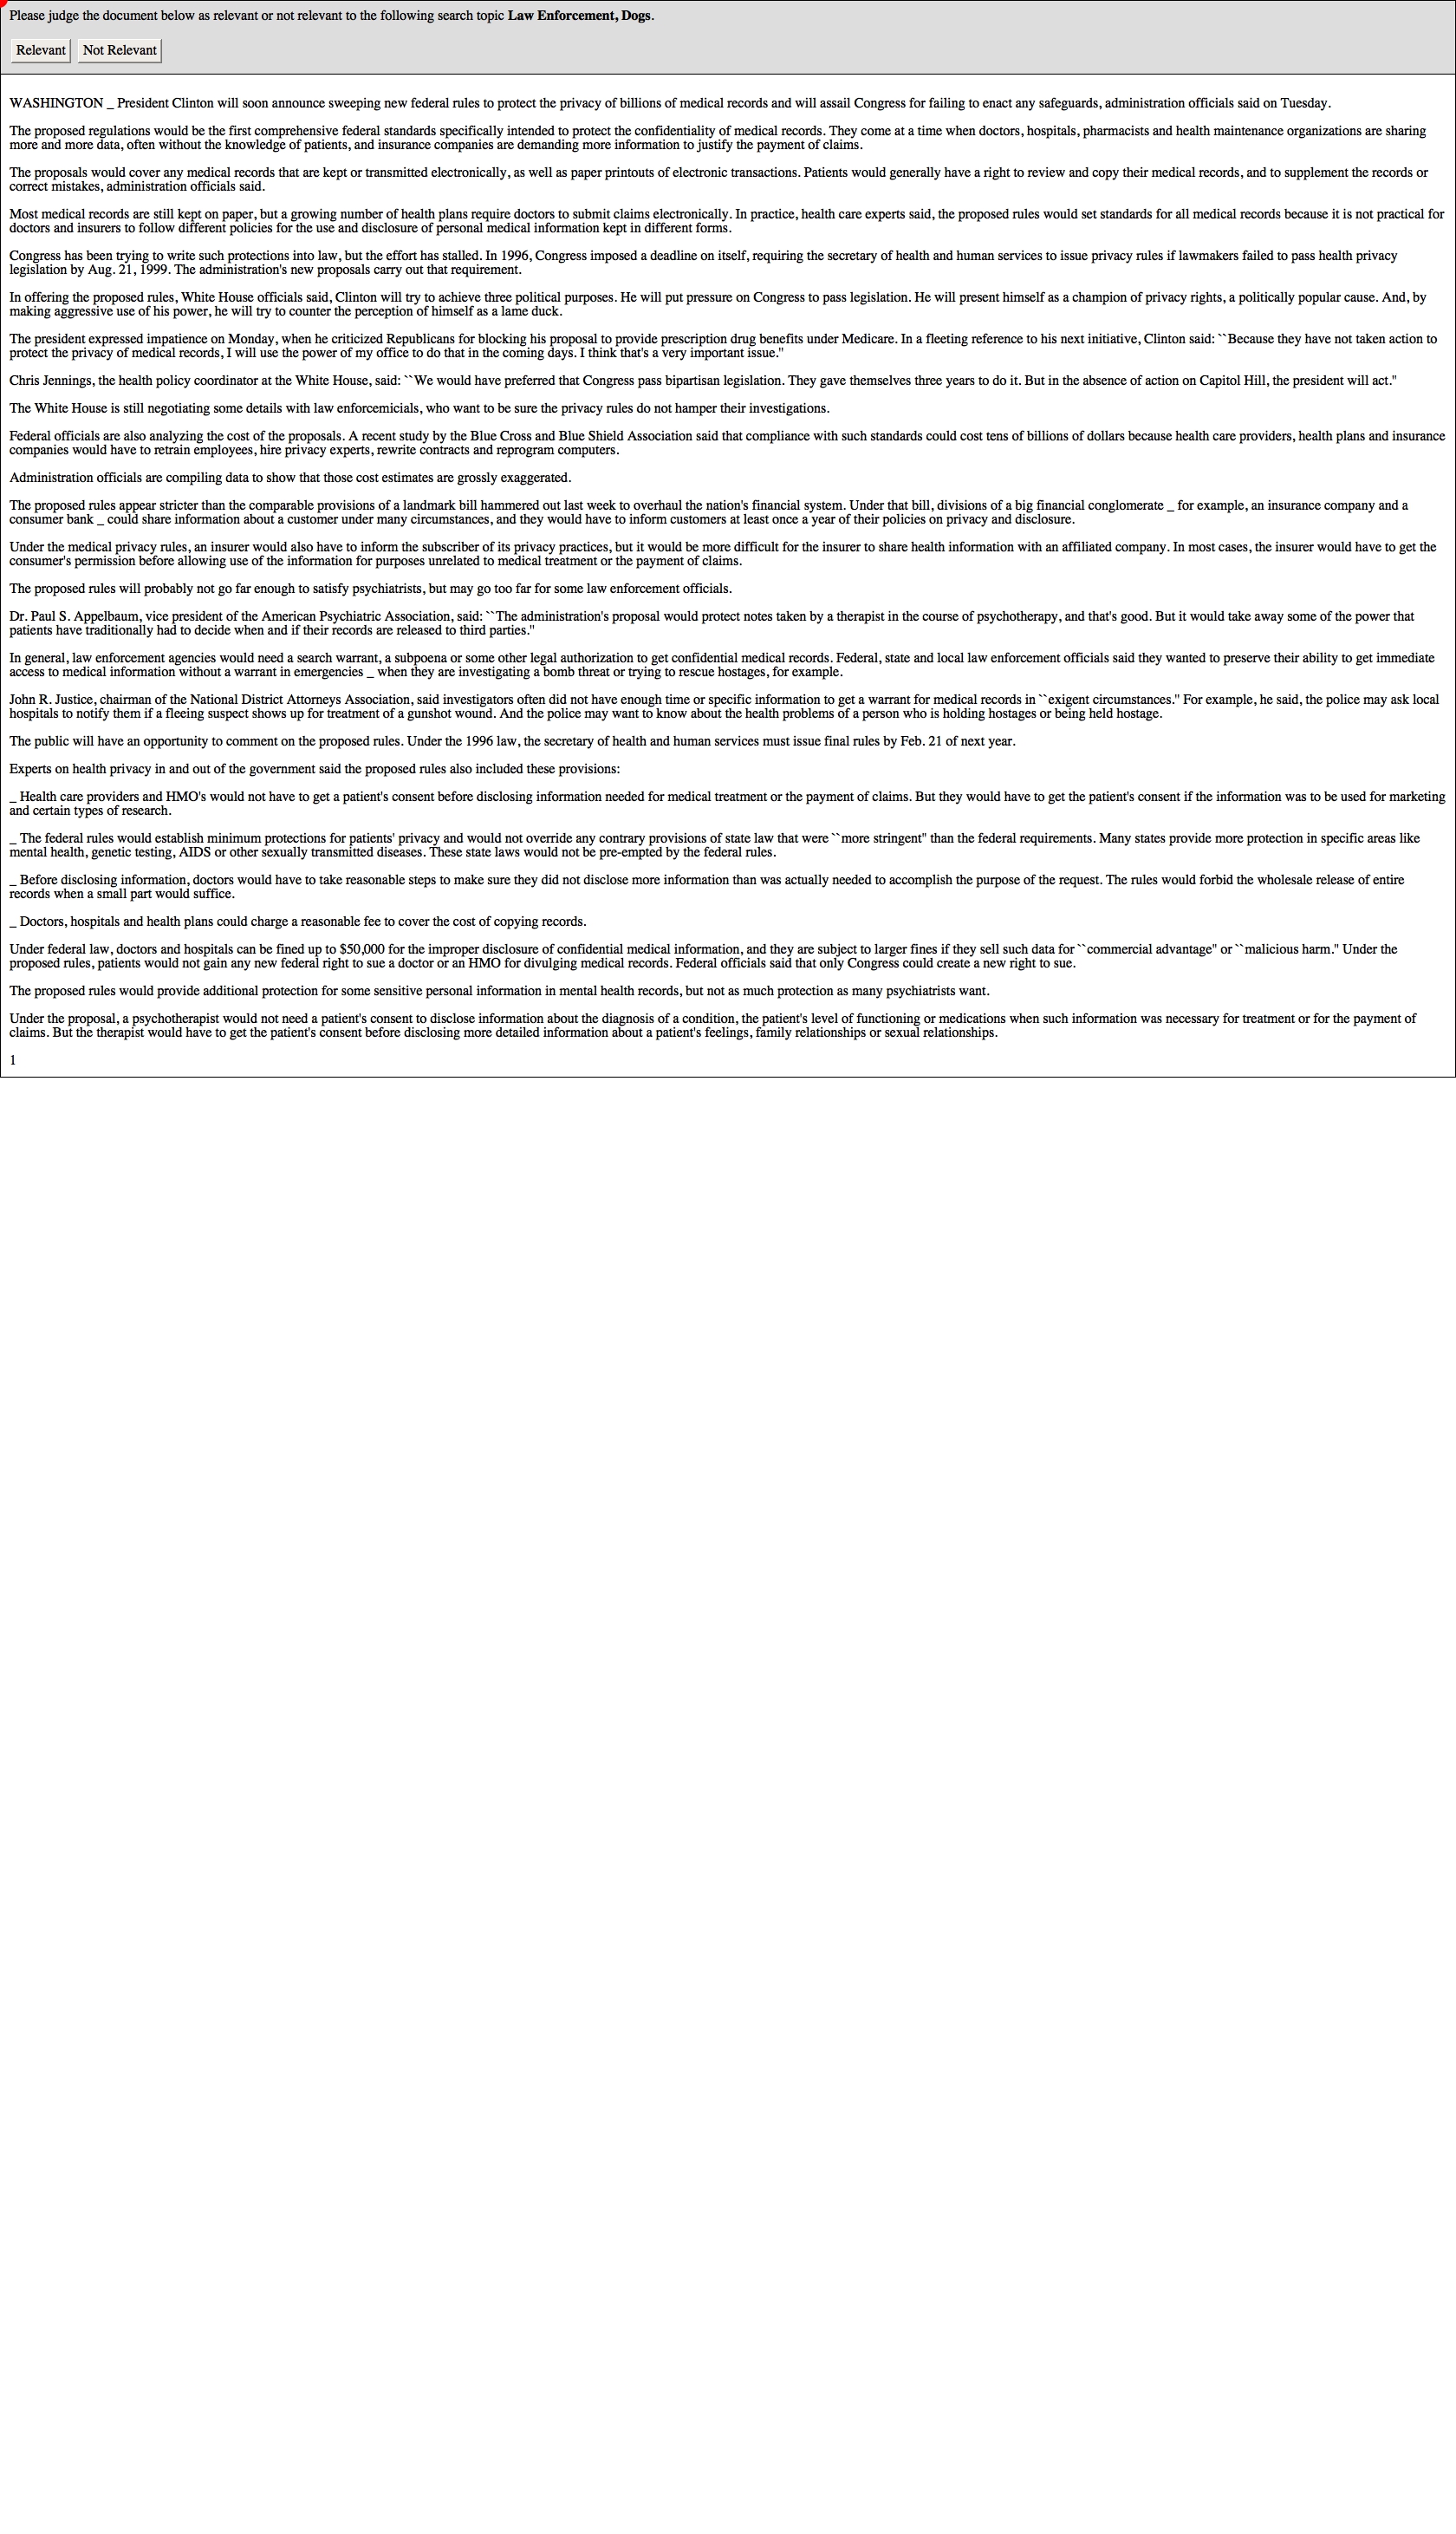 Please judge the document below as relevant or not relevant to the following search topic Law Enforcement, Dogs.
Relevant Not Relevant
WASHINGTON _ President Clinton will soon announce sweeping new federal rules to protect the privacy of billions of medical records and will assail Congress for failing to enact any safeguards, administration officials said on Tuesday.
The proposed regulations would be the first comprehensive federal standards specifically intended to protect the confidentiality of medical records. They come at a time when doctors, hospitals, pharmacists and health maintenance organizations are sharing
more and more data, often without the knowledge of patients, and insurance companies are demanding more information to justify the payment of claims.
The proposals would cover any medical records that are kept or transmitted electronically, as well as paper printouts of electronic transactions. Patients would generally have a right to review and copy their medical records, and to supplement the records or
correct mistakes, administration officials said.
Most medical records are still kept on paper, but a growing number of health plans require doctors to submit claims electronically. In practice, health care experts said, the proposed rules would set standards for all medical records because it is not practical for
doctors and insurers to follow different policies for the use and disclosure of personal medical information kept in different forms.
Congress has been trying to write such protections into law, but the effort has stalled. In 1996, Congress imposed a deadline on itself, requiring the secretary of health and human services to issue privacy rules if lawmakers failed to pass health privacy
legislation by Aug. 21, 1999. The administration's new proposals carry out that requirement.
In offering the proposed rules, White House officials said, Clinton will try to achieve three political purposes. He will put pressure on Congress to pass legislation. He will present himself as a champion of privacy rights, a politically popular cause. And, by
making aggressive use of his power, he will try to counter the perception of himself as a lame duck.
The president expressed impatience on Monday, when he criticized Republicans for blocking his proposal to provide prescription drug benefits under Medicare. In a fleeting reference to his next initiative, Clinton said: ``Because they have not taken action to
protect the privacy of medical records, I will use the power of my office to do that in the coming days. I think that's a very important issue.''
Chris Jennings, the health policy coordinator at the White House, said: ``We would have preferred that Congress pass bipartisan legislation. They gave themselves three years to do it. But in the absence of action on Capitol Hill, the president will act.''
The White House is still negotiating some details with law enforcemicials, who want to be sure the privacy rules do not hamper their investigations.
Federal officials are also analyzing the cost of the proposals. A recent study by the Blue Cross and Blue Shield Association said that compliance with such standards could cost tens of billions of dollars because health care providers, health plans and insurance
companies would have to retrain employees, hire privacy experts, rewrite contracts and reprogram computers.
Administration officials are compiling data to show that those cost estimates are grossly exaggerated.
The proposed rules appear stricter than the comparable provisions of a landmark bill hammered out last week to overhaul the nation's financial system. Under that bill, divisions of a big financial conglomerate _ for example, an insurance company and a
consumer bank _ could share information about a customer under many circumstances, and they would have to inform customers at least once a year of their policies on privacy and disclosure.
Under the medical privacy rules, an insurer would also have to inform the subscriber of its privacy practices, but it would be more difficult for the insurer to share health information with an affiliated company. In most cases, the insurer would have to get the
consumer's permission before allowing use of the information for purposes unrelated to medical treatment or the payment of claims.
The proposed rules will probably not go far enough to satisfy psychiatrists, but may go too far for some law enforcement officials.
Dr. Paul S. Appelbaum, vice president of the American Psychiatric Association, said: ``The administration's proposal would protect notes taken by a therapist in the course of psychotherapy, and that's good. But it would take away some of the power that
patients have traditionally had to decide when and if their records are released to third parties.''
In general, law enforcement agencies would need a search warrant, a subpoena or some other legal authorization to get confidential medical records. Federal, state and local law enforcement officials said they wanted to preserve their ability to get immediate
access to medical information without a warrant in emergencies _ when they are investigating a bomb threat or trying to rescue hostages, for example.
John R. Justice, chairman of the National District Attorneys Association, said investigators often did not have enough time or specific information to get a warrant for medical records in ``exigent circumstances.'' For example, he said, the police may ask local
hospitals to notify them if a fleeing suspect shows up for treatment of a gunshot wound. And the police may want to know about the health problems of a person who is holding hostages or being held hostage.
The public will have an opportunity to comment on the proposed rules. Under the 1996 law, the secretary of health and human services must issue final rules by Feb. 21 of next year.
Experts on health privacy in and out of the government said the proposed rules also included these provisions:
_ Health care providers and HMO's would not have to get a patient's consent before disclosing information needed for medical treatment or the payment of claims. But they would have to get the patient's consent if the information was to be used for marketing
and certain types of research.
_ The federal rules would establish minimum protections for patients' privacy and would not override any contrary provisions of state law that were ``more stringent'' than the federal requirements. Many states provide more protection in specific areas like
mental health, genetic testing, AIDS or other sexually transmitted diseases. These state laws would not be pre-empted by the federal rules.
_ Before disclosing information, doctors would have to take reasonable steps to make sure they did not disclose more information than was actually needed to accomplish the purpose of the request. The rules would forbid the wholesale release of entire
records when a small part would suffice.
_ Doctors, hospitals and health plans could charge a reasonable fee to cover the cost of copying records.
Under federal law, doctors and hospitals can be fined up to $50,000 for the improper disclosure of confidential medical information, and they are subject to larger fines if they sell such data for ``commercial advantage'' or ``malicious harm.'' Under the
proposed rules, patients would not gain any new federal right to sue a doctor or an HMO for divulging medical records. Federal officials said that only Congress could create a new right to sue.
The proposed rules would provide additional protection for some sensitive personal information in mental health records, but not as much protection as many psychiatrists want.
Under the proposal, a psychotherapist would not need a patient's consent to disclose information about the diagnosis of a condition, the patient's level of functioning or medications when such information was necessary for treatment or for the payment of
claims. But the therapist would have to get the patient's consent before disclosing more detailed information about a patient's feelings, family relationships or sexual relationships.
1